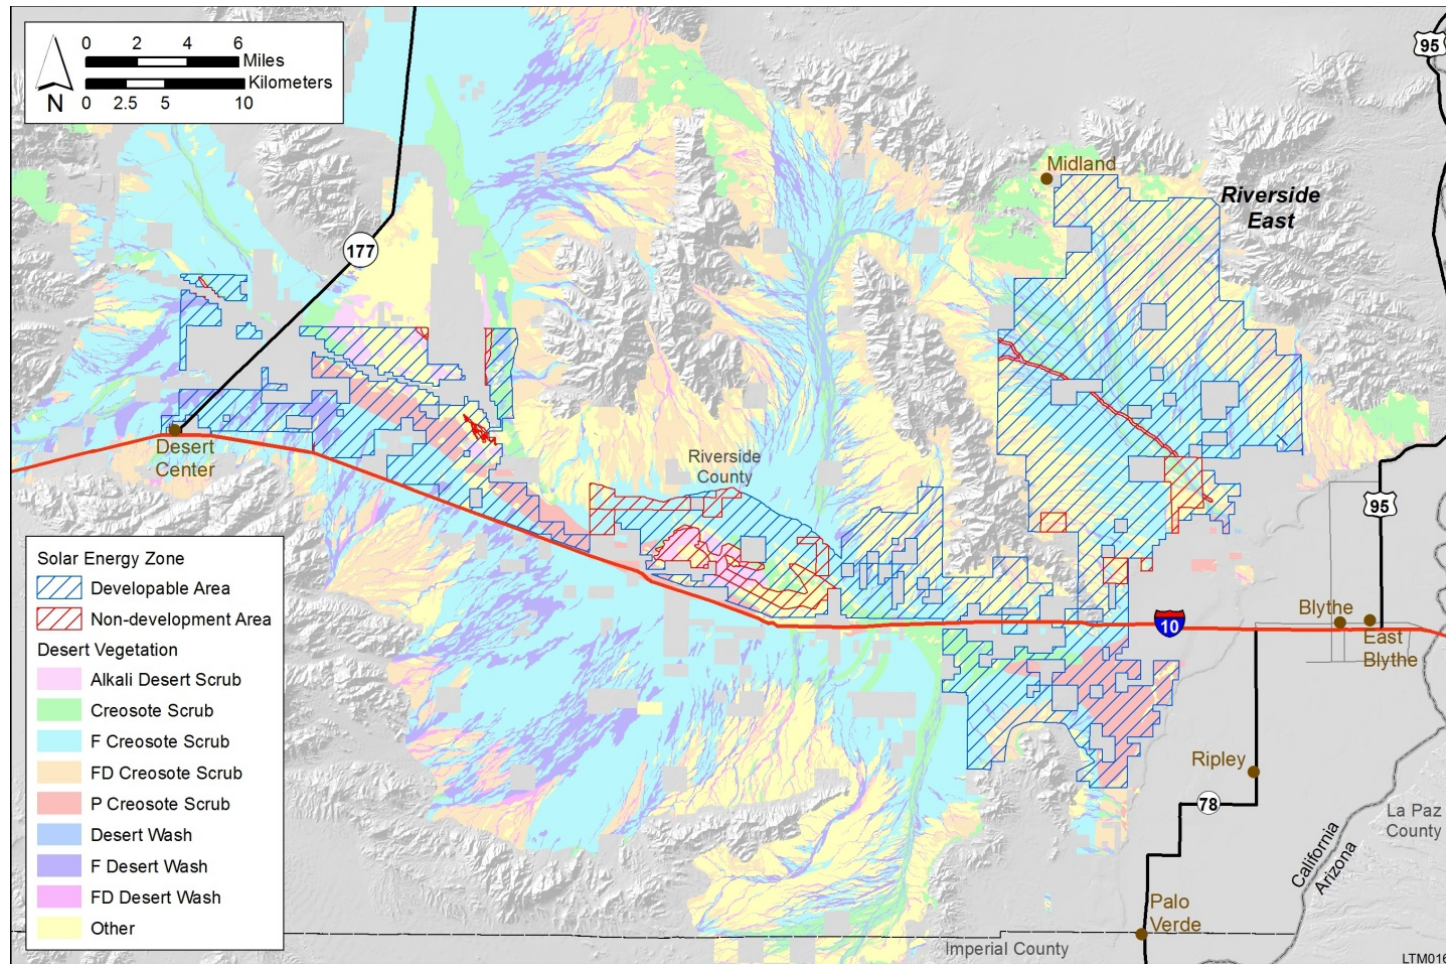 0 2 4 6
Miles
Kilometers
0 2.5 5 10
N
95
177
Midland
Riverside
East
Desert
Center
Riverside
County
95
10
Blythe
East
Blythe
Ripley
78
La Paz
County
California
Arizona
Palo
Verde
Imperial County
LTM016
Solar Energy Zone
Developable Area
Non-development Area
Desert Vegetation
Alkali Desert Scrub
Creosote Scrub
F Creosote Scrub
FD Creosote Scrub
P Creosote Scrub
Desert Wash
F Desert Wash
FD Desert Wash
Other